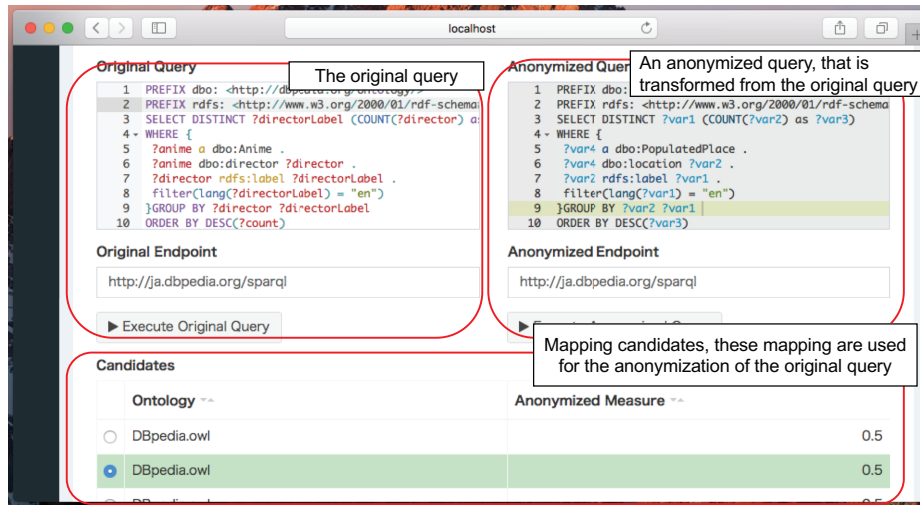 localhost
Original Query
The original query
1 PREFIX dbo: <http://dbpedia.org/ontology/>
2 PREFIX rdfs: <http://www.w3.org/2000/01/rdf-schema
3 SELECT DISTINCT ?directorLabel (COUNT(?director) as
4 WHERE {
5 ?anime a dbo:Anime .
6 ?anime dbo:director ?director .
7 ?director rdfs:label ?directorLabel .
8 filter(lang(?directorLabel) = "en")
9 }GROUP BY ?director ?directorLabel
10 ORDER BY DESC(?count)
Original Endpoint
http://ja.dbpedia.org/sparql
▶ Execute Original Query
Anonymized Quer
An anonymized query, that is
transformed from the original query
1 PREFIX dbo:
2 PREFIX rdfs: <http://www.w3.org/2000/01/rdf-schema
3 SELECT DISTINCT ?var1 (COUNT(?var2) as ?var3)
4 WHERE {
5 ?var4 a dbo:PopulatedPlace .
6 ?var4 dbo:location ?var2 .
7 ?var2 rdfs:label ?var1 .
8 filter(lang(?var1) = "en")
9 }GROUP BY ?var2 ?var1
10 ORDER BY DESC(?var3)
Anonymized Endpoint
http://ja.dbpedia.org/sparql
Mapping candidates, these mapping are used
for the anonymization of the original query
Candidates
Ontology Anonymized Measure
DBpedia.owl 0.5
DBpedia.owl 0.5